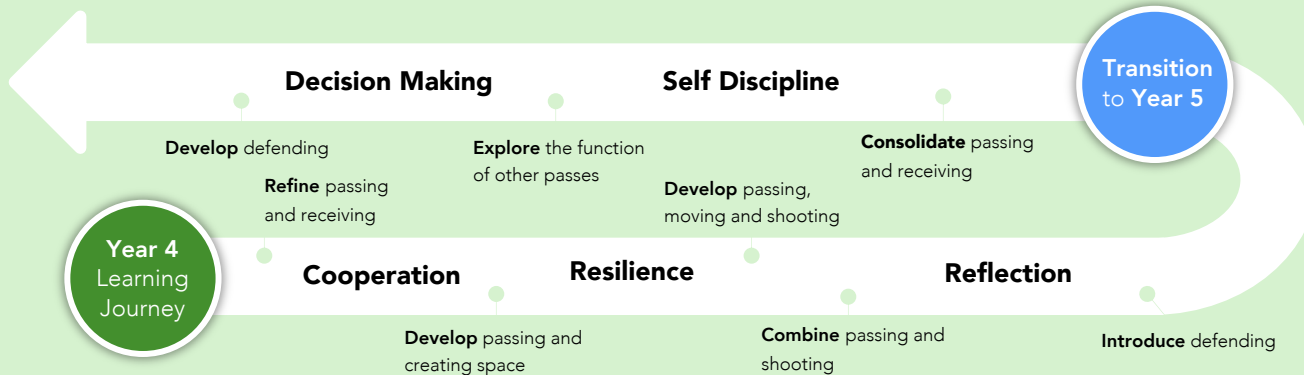 Decision Making
Self Discipline
Transition
to Year 5
Develop defending
Explore the function
of other passes
Consolidate passing
and receiving
Refine passing
and receiving
Develop passing,
moving and shooting
Year 4
Learning
Journey
Cooperation
Resilience
Reflection
Develop passing and
creating space
Combine passing and
shooting
Introduce defending